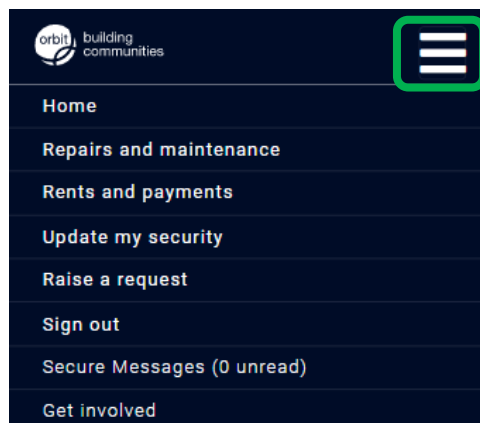 orbit building
communities
Home
Repairs and maintenance
Rents and payments
Update my security
Raise a request
Sign out
Secure Messages (0 unread)
Get involved